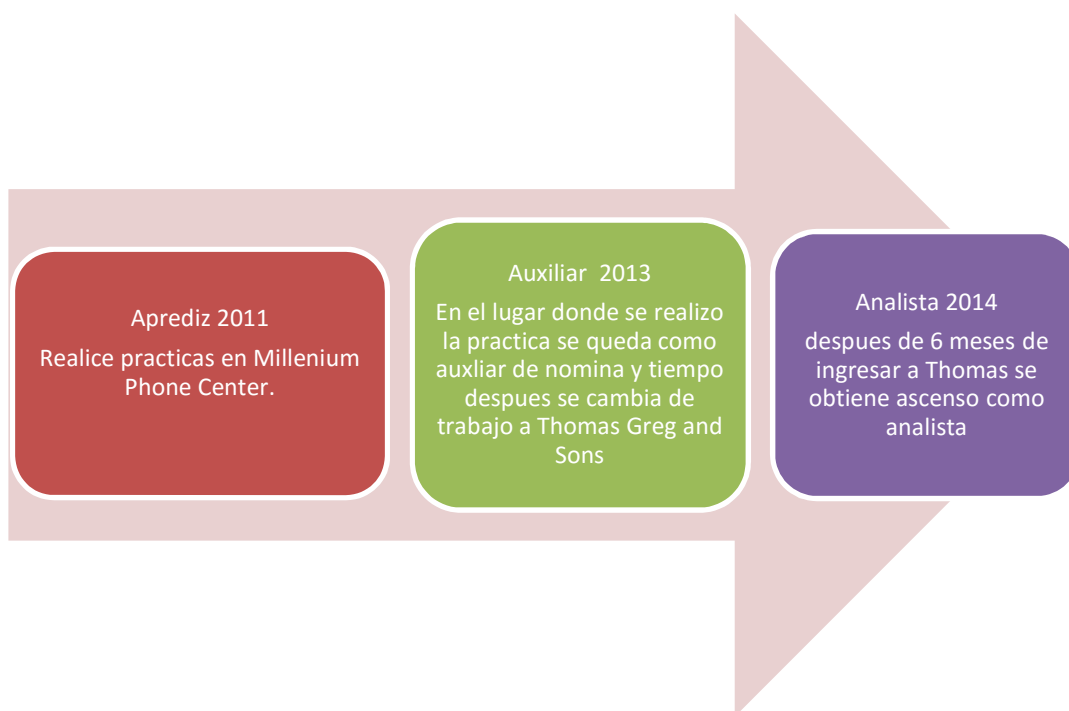 Aprediz 2011
Realice practicas en Millenium
Phone Center.
Auxiliar  2013
En el lugar donde se realizo
la practica se queda como
auxliar de nomina y tiempo
despues se cambia de
trabajo a Thomas Greg and
Sons
Analista 2014
despues de 6 meses de
ingresar a Thomas se
obtiene ascenso como
analista